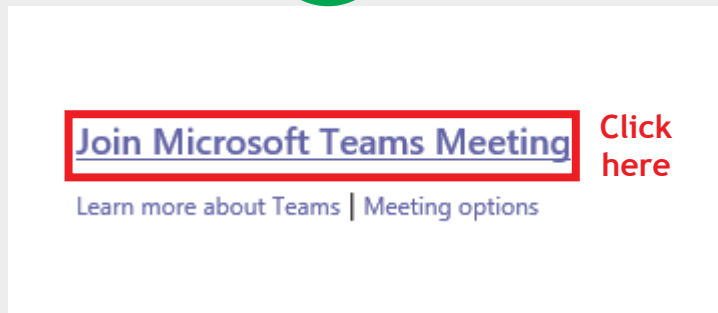 Join Microsoft Teams Meeting
Click
here
Learn more about Teams | Meeting options